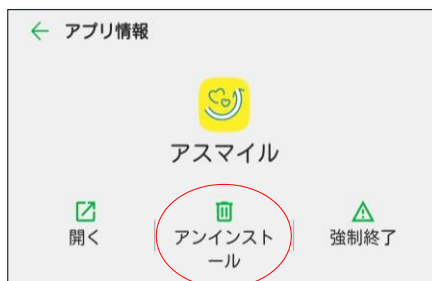 アプリ情報
アスマイル
開く
アンインスト
ール
強制終了